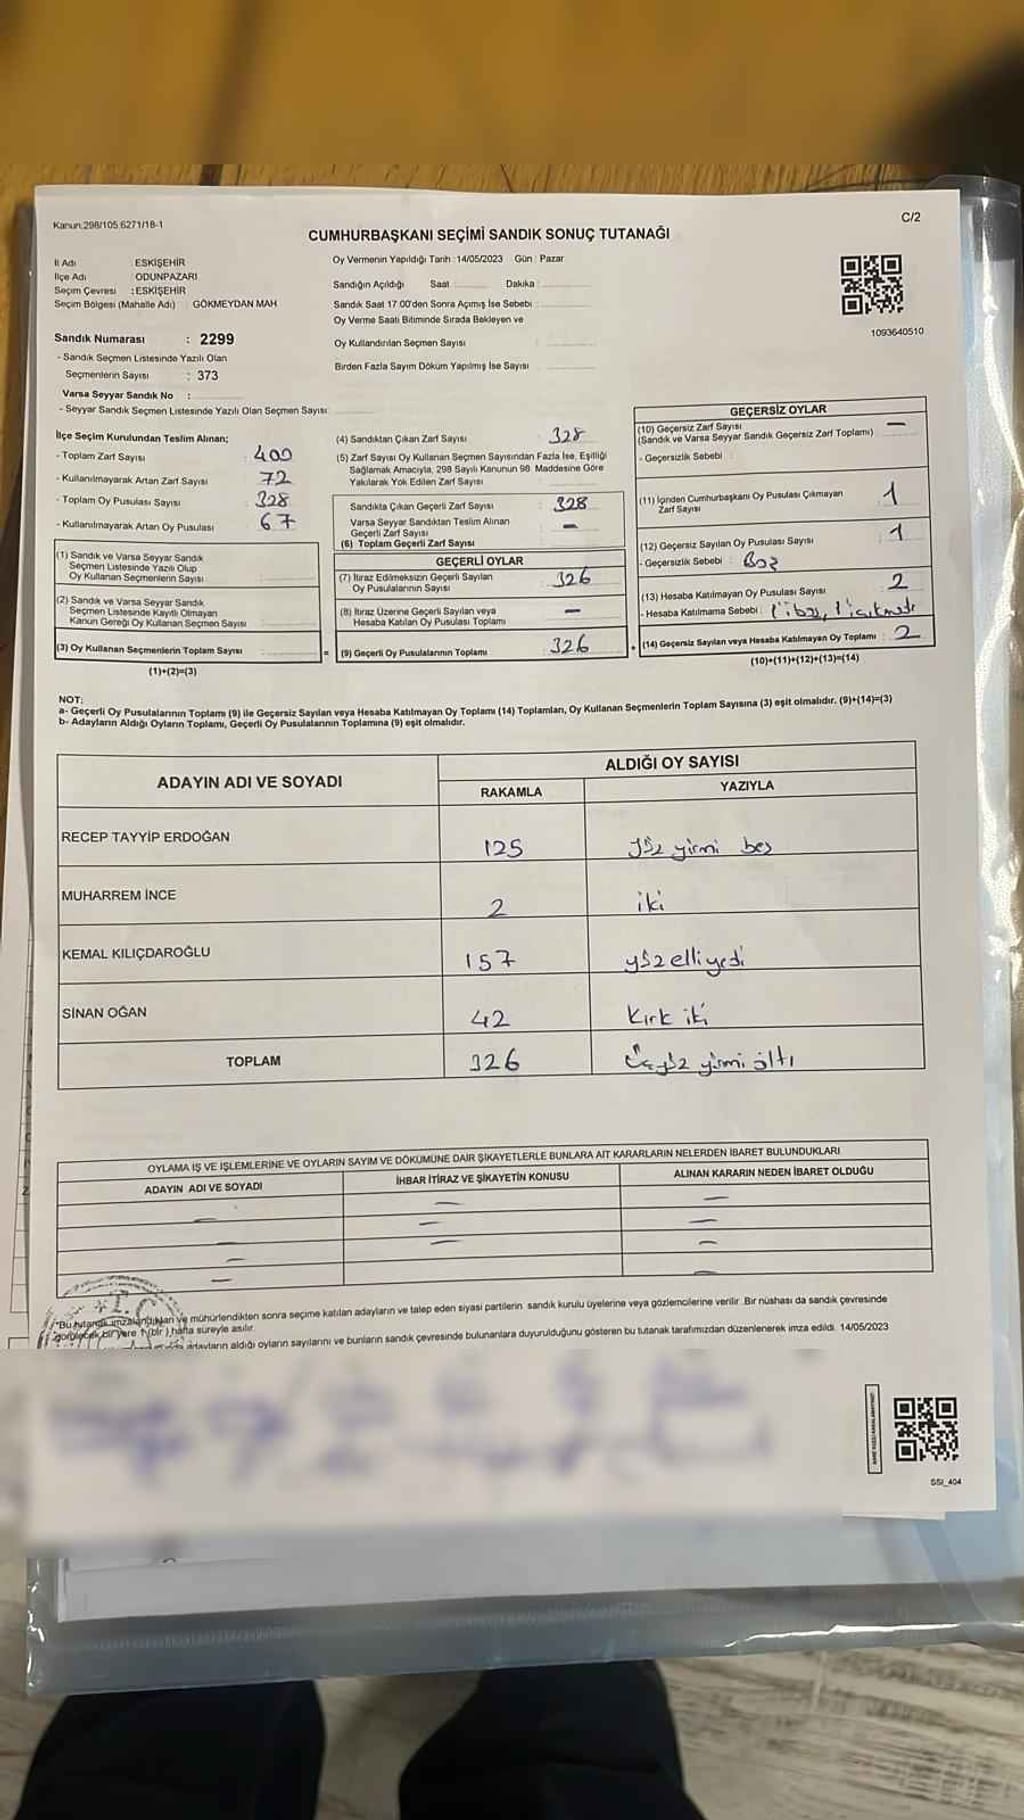 Kanun:298/105.6271/18-1
C/2
CUMHURBAŞKANI SEÇİMİ SANDIK SONUÇ TUTANAĞI
İl Adı : ESKİŞEHİR
İlçe Adı : ODUNPAZARI
Seçim Çevresi : ESKİŞEHİR
Seçim Bölgesi (Mahalle Adı) : GÖKMEYDAN MAH
Sandık Numarası : 2299
- Sandık Seçmen Listesinde Yazılı Olan
Seçmenlerin Sayısı : 373
Varsa Seyyar Sandık No :
- Seyyar Sandık Seçmen Listesinde Yazılı Olan Seçmen Sayısı
Oy Vermenin Yapıldığı Tarih : 14/05/2023 Gün : Pazar
Sandığın Açıldığı Saat Dakika :
Sandık Saat 17.00'den Sonra Açımış İse Sebebi :
Oy Verme Saati Bitiminde Sırada Bekleyen ve
Oy Kullandırılan Seçmen Sayısı :
Birden Fazla Sayım Döküm Yapılmış İse Sayısı :
1093640510
İlçe Seçim Kurulundan Teslim Alınan;
- Toplam Zarf Sayısı : 400
- Kullanılmayarak Artan Zarf Sayısı : 72
- Toplam Oy Pusulası Sayısı : 328
- Kullanılmayarak Artan Oy Pusulası : 67
(1) Sandık ve Varsa Seyyar Sandık
Seçmen Listesinde Yazılı Olup
Oy Kullanan Seçmenlerin Sayısı
(2) Sandık ve Varsa Seyyar Sandık
Seçmen Listesinde Kayıtlı Olmayan
Kanun Gereği Oy Kullanan Seçmen Sayısı
(3) Oy Kullanan Seçmenlerin Toplam Sayısı
(1)+(2)=(3)
(4) Sandıktan Çıkan Zarf Sayısı : 328
(5) Zarf Sayısı Oy Kullanan Seçmen Sayısından Fazla İse, Eşitliği
Sağlamak Amacıyla, 298 Sayılı Kanunun 98. Maddesine Göre
Yakılarak Yok Edilen Zarf Sayısı
Sandıkta Çıkan Geçerli Zarf Sayısı : 328
Varsa Seyyar Sandıktan Teslim Alınan
Geçerli Zarf Sayısı : -
(6) Toplam Geçerli Zarf Sayısı
GEÇERLİ OYLAR
(7) İtiraz Edilmeksizin Geçerli Sayılan
Oy Pusulalarının Sayısı : 326
(8) İtiraz Üzerine Geçerli Sayılan veya
Hesaba Katılan Oy Pusulası Toplamı : -
= (9) Geçerli Oy Pusulalarının Toplamı : 326
GEÇERSİZ OYLAR
(10) Geçersiz Zarf Sayısı : -
(Sandık ve Varsa Seyyar Sandık Geçersiz Zarf Toplamı)
- Geçersizlik Sebebi :
(11) İçinden Cumhurbaşkanı Oy Pusulası Çıkmayan
Zarf Sayısı : 1
(12) Geçersiz Sayılan Oy Pusulası Sayısı : 1
- Geçersizlik Sebebi : Boş
(13) Hesaba Katılmayan Oy Pusulası Sayısı : 2
- Hesaba Katılmama Sebebi :
+ (14) Geçersiz Sayılan veya Hesaba Katılmayan Oy Toplamı : 2
(10)+(11)+(12)+(13)=(14)
NOT:
a- Geçerli Oy Pusulalarının Toplamı (9) ile Geçersiz Sayılan veya Hesaba Katılmayan Oy Toplamı (14) Toplamları, Oy Kullanan Seçmenlerin Toplam Sayısına (3) eşit olmalıdır. (9)+(14)=(3)
b- Adayların Aldığı Oyların Toplamı, Geçerli Oy Pusulalarının Toplamına (9) eşit olmalıdır.
ADAYIN ADI VE SOYADI ALDIĞI OY SAYISI
RAKAMLA YAZIYLA
RECEP TAYYİP ERDOĞAN 125 yüz yirmi beş
MUHARREM İNCE 2 iki
KEMAL KILIÇDAROĞLU 157 yüz elli yedi
SİNAN OĞAN 42 Kırk iki
TOPLAM 326 Üçyüz yirmi altı
OYLAMA İŞ VE İŞLEMLERİNE VE OYLARIN SAYIM VE DÖKÜMÜNE DAİR ŞİKAYETLERLE BUNLARA AİT KARARLARIN NELERDEN İBARET BULUNDUKLARI
ADAYIN ADI VE SOYADI İHBAR İTİRAZ VE ŞİKAYETİN KONUSU ALINAN KARARIN NEDEN İBARET OLDUĞU
T.C
*Bu tutanak imzalandıktan ve mühürlendikten sonra seçime katılan adayların ve talep eden siyasi partilerin sandık kurulu üyelerine veya gözlemcilerine verilir. Bir nüshası da sandık çevresinde
görülecek bir yere 1 (bir) hafta süreyle asılır.
adayların aldığı oyların sayılarını ve bunların sandık çevresinde bulunanlara duyurulduğunu gösteren bu tutanak tarafımızdan düzenlenerek imza edildi. 14/05/2023
SSI_404